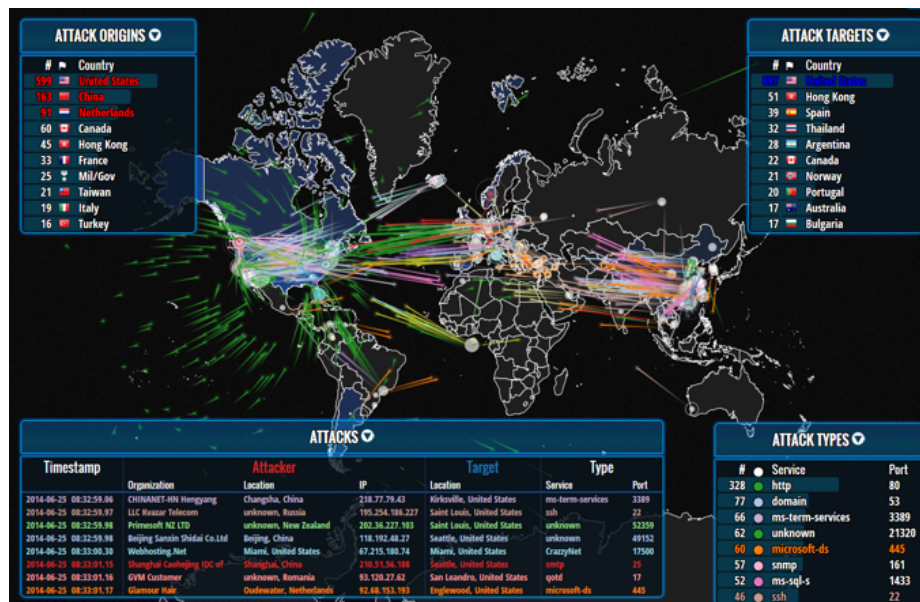 ATTACK ORIGINS
# Country
599 United States
163 China
91 Netherlands
60 Canada
45 Hong Kong
33 France
25 Mil/Gov
21 Taiwan
19 Italy
16 Turkey
ATTACK TARGETS
# Country
United States
51 Hong Kong
39 Spain
32 Thailand
28 Argentina
22 Canada
21 Norway
20 Portugal
17 Australia
17 Bulgaria
ATTACKS
Timestamp Attacker Target Type
Organization Location IP Location Service Port
2014-06-25 08:32:59.06 CHINANET-HN Hengyang Changsha, China 218.77.79.43 Kirksville, United States ms-term-services 3389
2014-06-25 08:32:59.97 LLC Kvazar Telecom unknown, Russia 195.254.186.227 Saint Louis, United States ssh 22
2014-06-25 08:32:59.98 Primesoft NZ LTD unknown, New Zealand 202.36.227.103 Saint Louis, United States unknown 52359
2014-06-25 08:32:59.98 Beijing Sanxin Shidai Co.Ltd Beijing, China 118.192.48.27 Seattle, United States unknown 49152
2014-06-25 08:33:00.30 Webhosting.Net Miami, United States 67.215.180.74 Miami, United States CrazzyNet 17500
2014-06-25 08:33:01.15 Shanghai Caohejing IDC of Shanghai, China 210.51.56.188 Seattle, United States smtp 25
2014-06-25 08:33:01.16 GVM Customer unknown, Romania 93.120.27.62 San Leandro, United States qotd 17
2014-06-25 08:33:01.17 Glamour Hair Oudewater, Netherlands 92.68.153.193 Englewood, United States microsoft-ds 445
ATTACK TYPES
# Service Port
328 http 80
77 domain 53
66 ms-term-services 3389
62 unknown 21320
60 microsoft-ds 445
57 snmp 161
52 ms-sql-s 1433
46 ssh 22